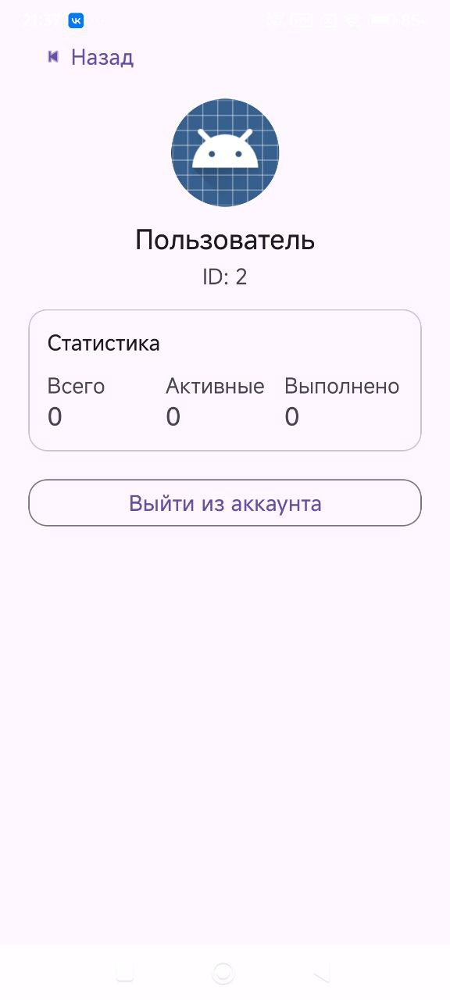 Назад
Пользователь
ID: 2
Статистика
Всего Активные Выполнено
0 0 0
Выйти из аккаунта